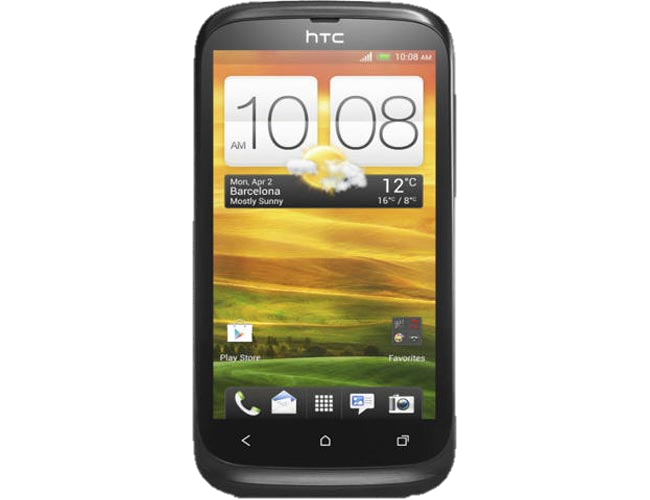 hTC
10:08 AM
AM 10 08
Mon, Apr 2
Barcelona
Mostly Sunny
12°C
16°C / 8°C
Play Store
Favorites